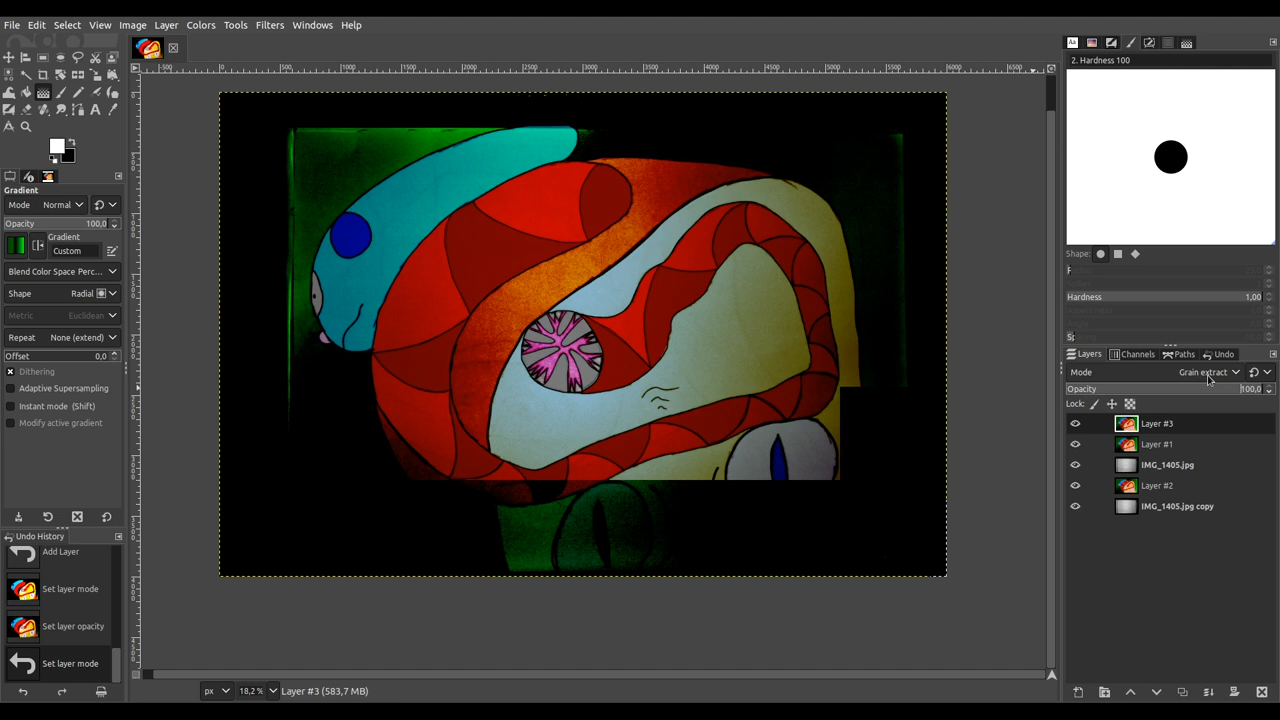 File Edit Select View Image Layer Colors Tools Filters Windows Help
2. Hardness 100
Gradient
Mode Normal
Opacity 100,0
Gradient
Custom
Blend Color Space Perc...
Shape Radial
Metric Euclidean
Repeat None (extend)
Offset 0,0
Dithering
Adaptive Supersampling
Instant mode (Shift)
Modify active gradient
Undo History
Add Layer
Set layer mode
Set layer opacity
Set layer mode
px 18,2% Layer #3 (583,7 MB)
Shape:
Hardness 1,00
Layers Channels Paths Undo
Mode Grain extract
Opacity 100,0
Lock:
Layer #3
Layer #1
IMG_1405.jpg
Layer #2
IMG_1405.jpg copy